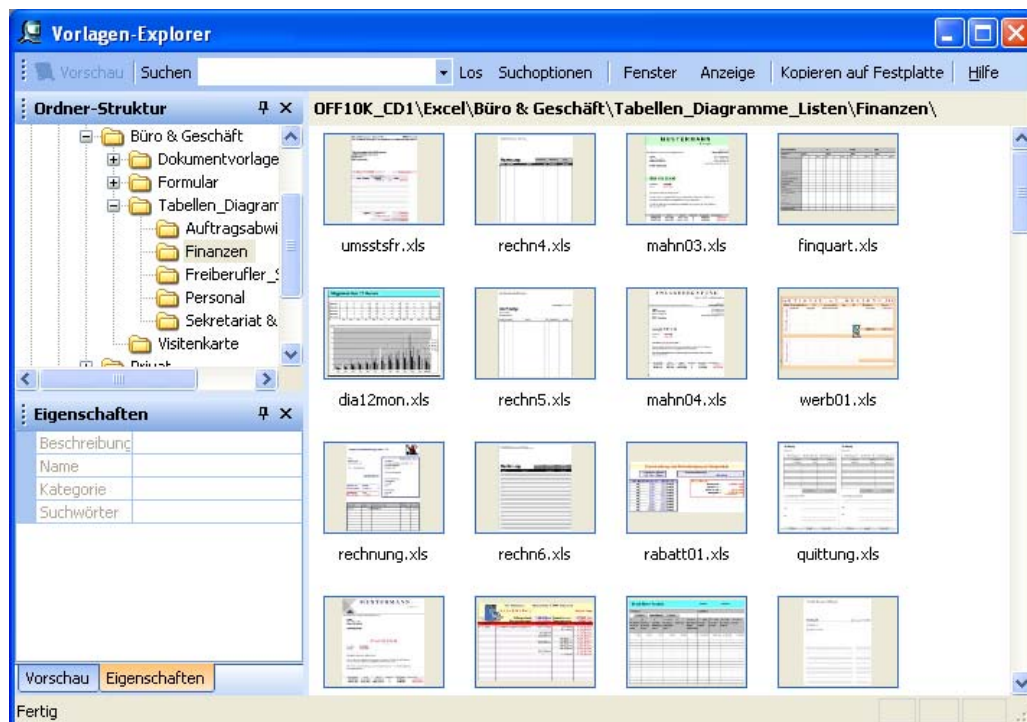 Vorlagen-Explorer
Vorschau Suchen Los Suchoptionen Fenster Anzeige Kopieren auf Festplatte Hilfe
Ordner-Struktur
Büro & Geschäft
Dokumentvorlage
Formular
Tabellen_Diagram
Auftragsabwi
Finanzen
Freiberufler_S
Personal
Sekretariat &
Visitenkarte
Privat
Eigenschaften
Beschreibung
Name
Kategorie
Suchwörter
Vorschau Eigenschaften
OFF10K_CD1\Excel\Büro & Geschäft\Tabellen_Diagramme_Listen\Finanzen\
MUSTERMANN
umsstsfr.xls rechn4.xls mahn03.xls finquart.xls
dia12mon.xls rechn5.xls mahn04.xls werb01.xls
rechnung.xls rechn6.xls rabatt01.xls quittung.xls
MUSTERMANN
Fertig